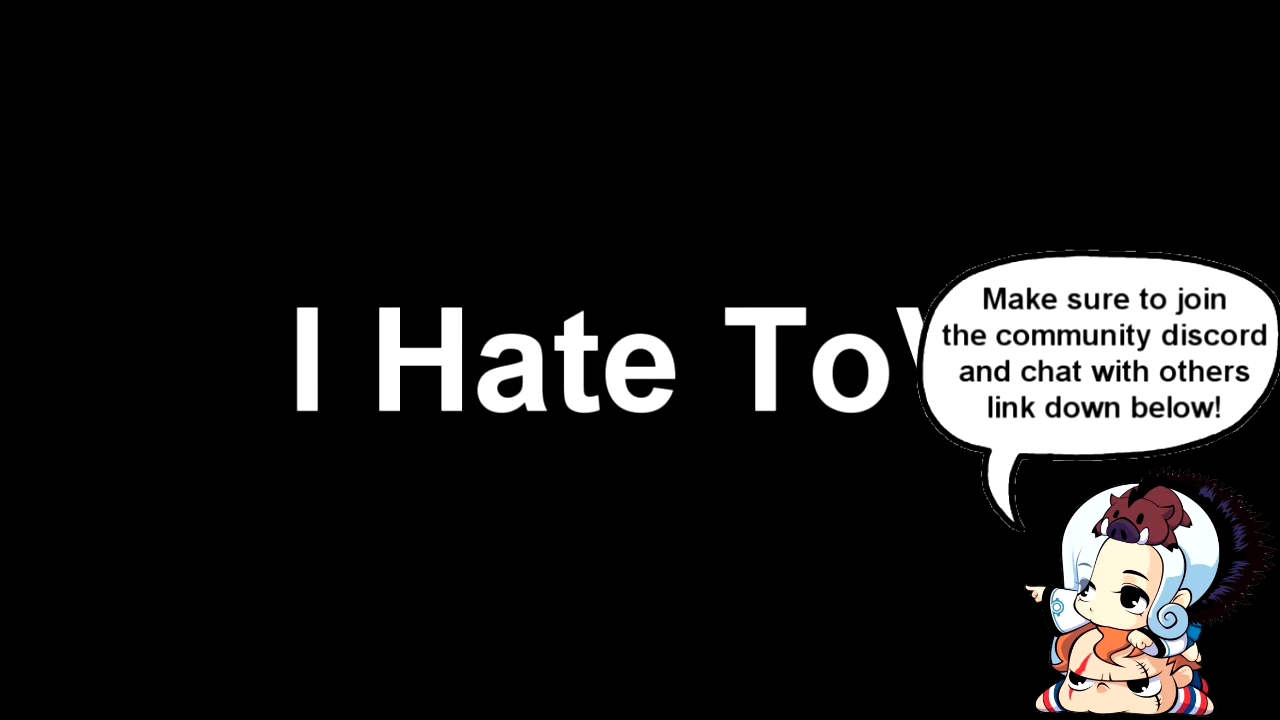 I Hate To
Make sure to join
the community discord
and chat with others
link down below!